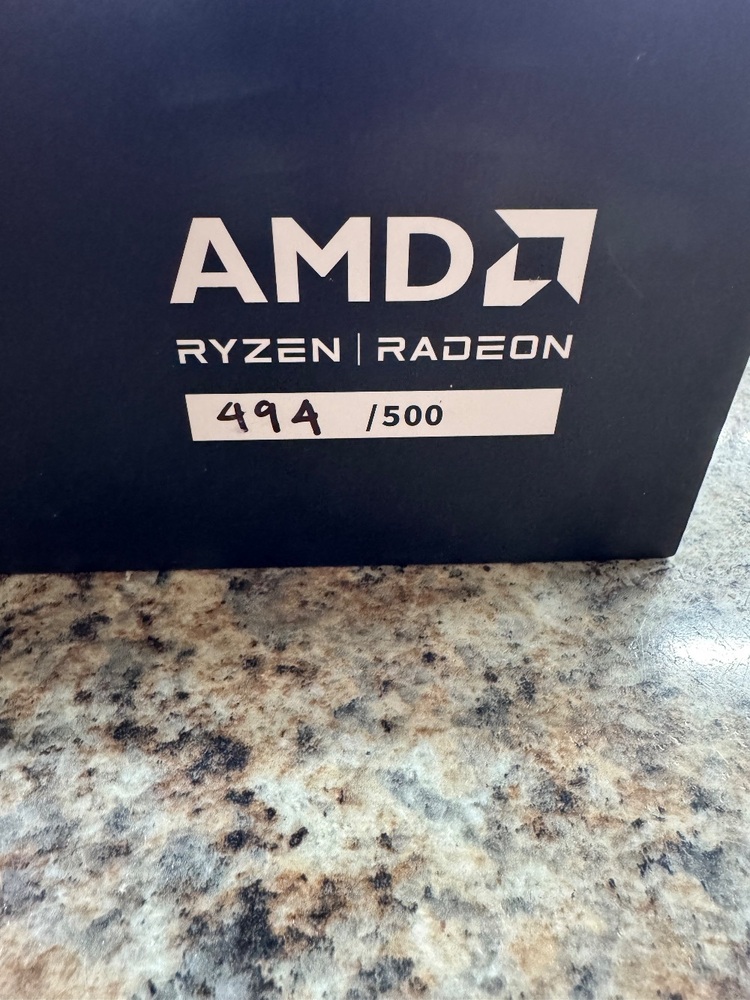 AMD
RYZEN | RADEON
494 /500